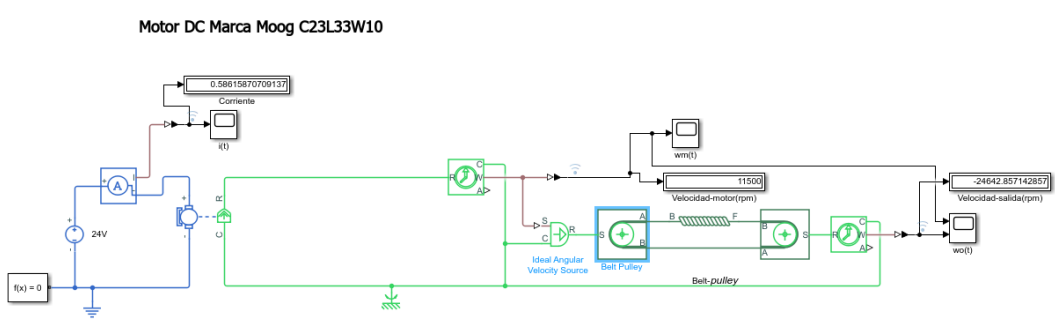 Motor DC Marca Moog C23L33W10
0.58615870709137
Corriente
i(t)
wm(t)
11500
Velocidad-motor(rpm)
-24642.857142857
Velocidad-salida(rpm)
wo(t)
+ A - I
+
-
24V
+
-
R
C
R C W A
S
C
R
Ideal Angular
Velocity Source
S A B
Belt Pulley
B F
B A S
R C W A
Belt-pulley
f(x) = 0